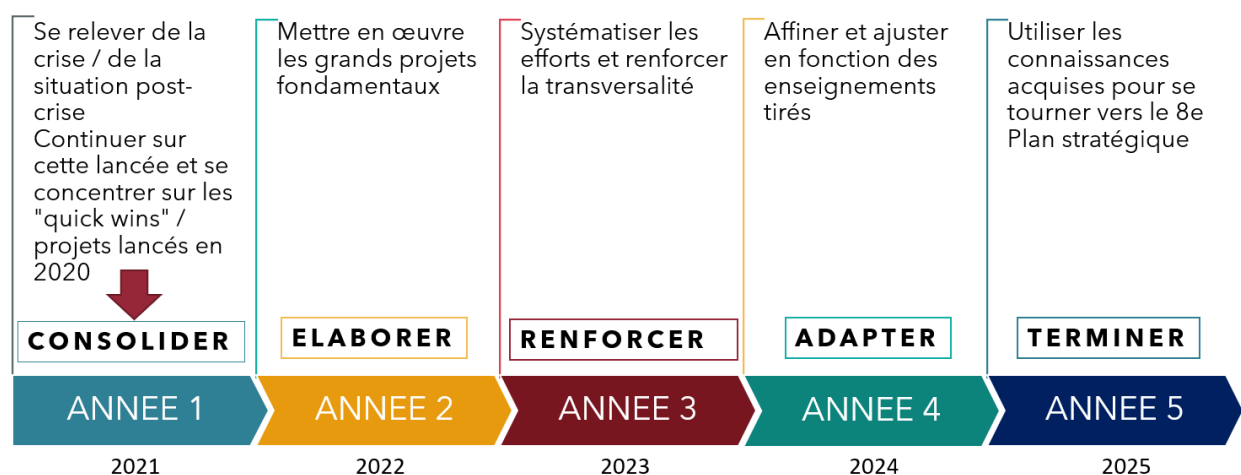 Se relever de la
crise / de la
situation post-
crise
Continuer sur
cette lancée et se
concentrer sur les
"quick wins" /
projets lancés en
2020
Mettre en œuvre
les grands projets
fondamentaux
Systématiser les
efforts et renforcer
la transversalité
Affiner et ajuster
en fonction des
enseignements
tirés
Utiliser les
connaissances
acquises pour se
tourner vers le 8e
Plan stratégique
CONSOLIDER
ELABORER
RENFORCER
ADAPTER
TERMINER
ANNEE 1
ANNEE 2
ANNEE 3
ANNEE 4
ANNEE 5
2021
2022
2023
2024
2025